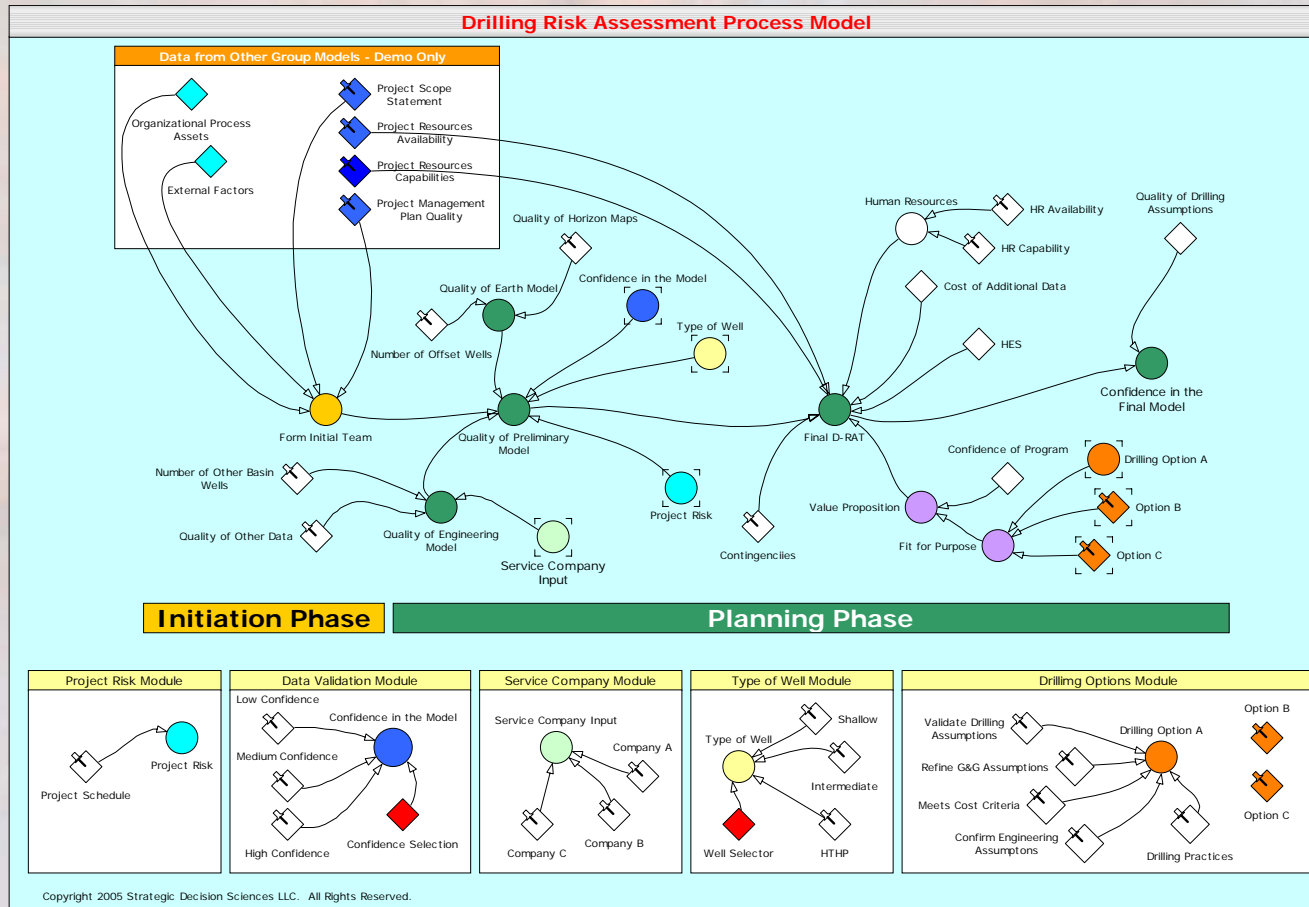 Drilling Risk Assessment Process Model
Data from Other Group Models - Demo Only
Organizational Process
Assets
External Factors
Project Scope
Statement
Project Resources
Availability
Project Resources
Capabilities
Project Management
Plan Quality
Quality of Horizon Maps
Quality of Earth Model
Confidence in the Model
Number of Offset Wells
Type of Well
Human Resources
HR Availability
HR Capability
Quality of Drilling
Assumptions
Cost of Additional Data
HES
Confidence in the
Final Model
Form Initial Team
Quality of Preliminary
Model
Final D-RAT
Number of Other Basin
Wells
Quality of Other Data
Quality of Engineering
Model
Service Company
Input
Project Risk
Contingenciies
Confidence of Program
Value Proposition
Fit for Purpose
Drilling Option A
Option B
Option C
Initiation Phase
Planning Phase
Project Risk Module
Project Risk
Project Schedule
Data Validation Module
Low Confidence
Confidence in the Model
Medium Confidence
High Confidence
Confidence Selection
Service Company Module
Service Company Input
Company A
Company B
Company C
Type of Well Module
Shallow
Type of Well
Intermediate
Well Selector
HTHP
Drillimg Options Module
Validate Drilling
Assumptions
Drilling Option A
Refine G&G Assumptions
Meets Cost Criteria
Confirm Engineering
Assumptons
Drilling Practices
Option B
Option C
Copyright 2005 Strategic Decision Sciences LLC. All Rights Reserved.